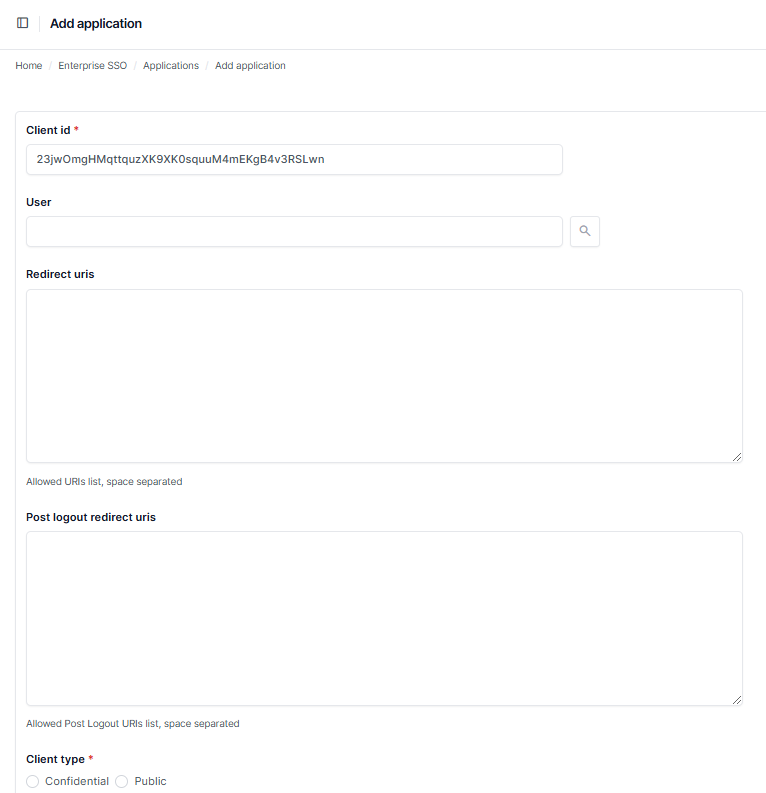 Add application
Home / Enterprise SSO / Applications / Add application
Client id *
23jwOmgHMqttquzXK9XK0squuM4mEKgB4v3RSLwn
User
Redirect uris
Allowed URIs list, space separated
Post logout redirect uris
Allowed Post Logout URIs list, space separated
Client type *
Confidential Public